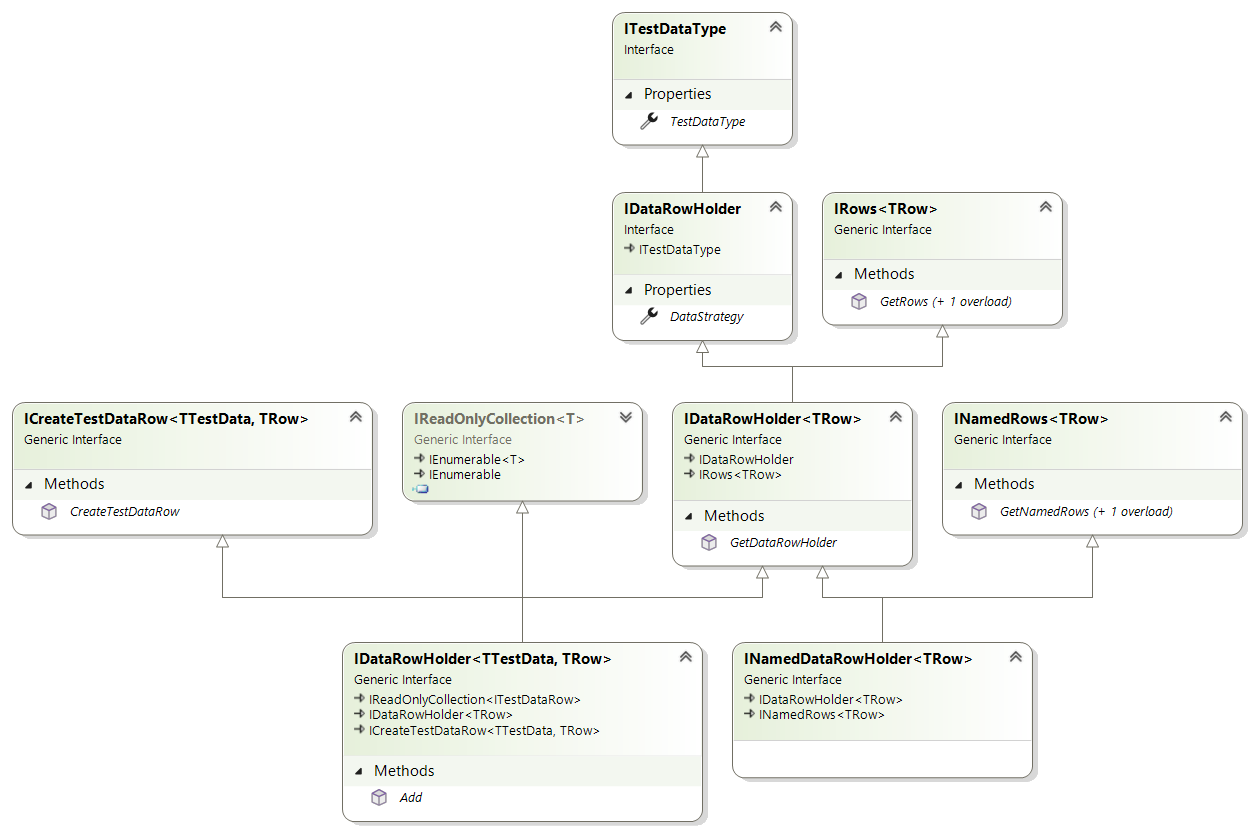 ITestDataType
Interface
Properties
TestDataType
IDataRowHolder
Interface
ITestDataType
Properties
DataStrategy
IRows<TRow>
Generic Interface
Methods
GetRows (+ 1 overload)
ICreateTestDataRow<TTestData, TRow>
Generic Interface
Methods
CreateTestDataRow
IReadOnlyCollection<T>
Generic Interface
IEnumerable<T>
IEnumerable
IDataRowHolder<TRow>
Generic Interface
IDataRowHolder
IRows<TRow>
Methods
GetDataRowHolder
INamedRows<TRow>
Generic Interface
Methods
GetNamedRows (+ 1 overload)
IDataRowHolder<TTestData, TRow>
Generic Interface
IReadOnlyCollection<ITestDataRow>
IDataRowHolder<TRow>
ICreateTestDataRow<TTestData, TRow>
Methods
Add
INamedDataRowHolder<TRow>
Generic Interface
IDataRowHolder<TRow>
INamedRows<TRow>